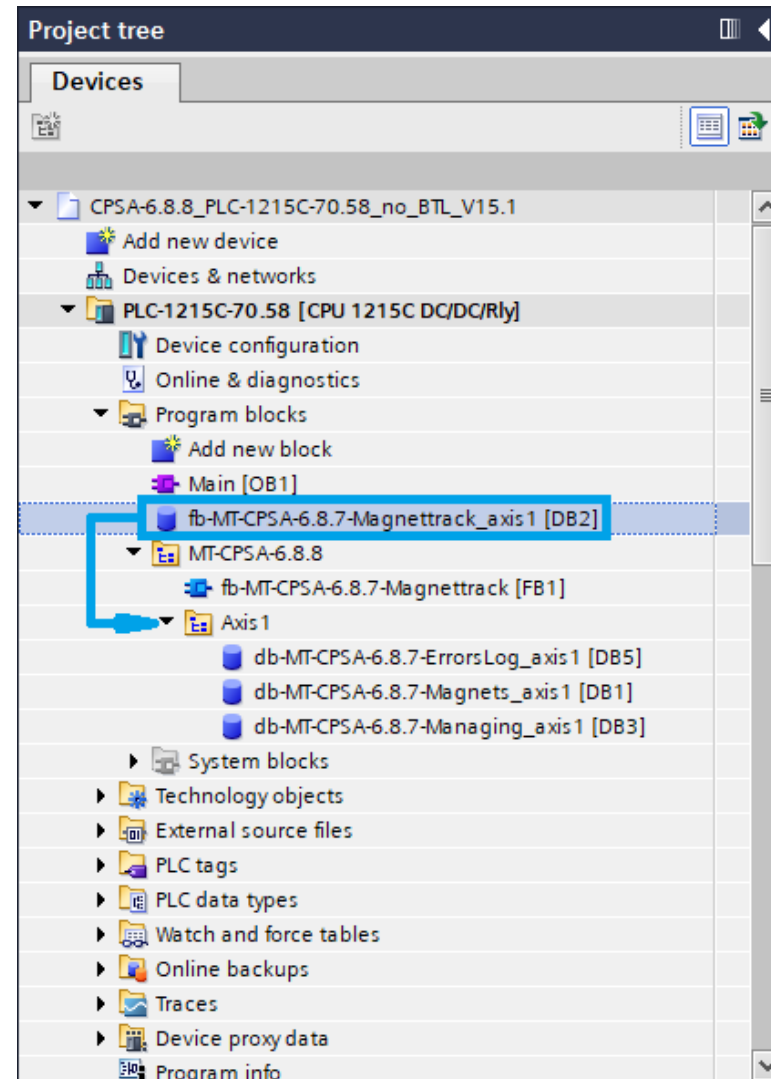 Project tree
Devices
CPSA-6.8.8_PLC-1215C-70.58_no_BTL_V15.1
Add new device
Devices & networks
PLC-1215C-70.58 [CPU 1215C DC/DC/Rly]
Device configuration
Online & diagnostics
Program blocks
Add new block
Main [OB1]
fb-MT-CPSA-6.8.7-Magnettrack_axis1 [DB2]
MT-CPSA-6.8.8
fb-MT-CPSA-6.8.7-Magnettrack [FB1]
Axis1
db-MT-CPSA-6.8.7-ErrorsLog_axis1 [DB5]
db-MT-CPSA-6.8.7-Magnets_axis1 [DB1]
db-MT-CPSA-6.8.7-Managing_axis1 [DB3]
System blocks
Technology objects
External source files
PLC tags
PLC data types
Watch and force tables
Online backups
Traces
Device proxy data
Program info